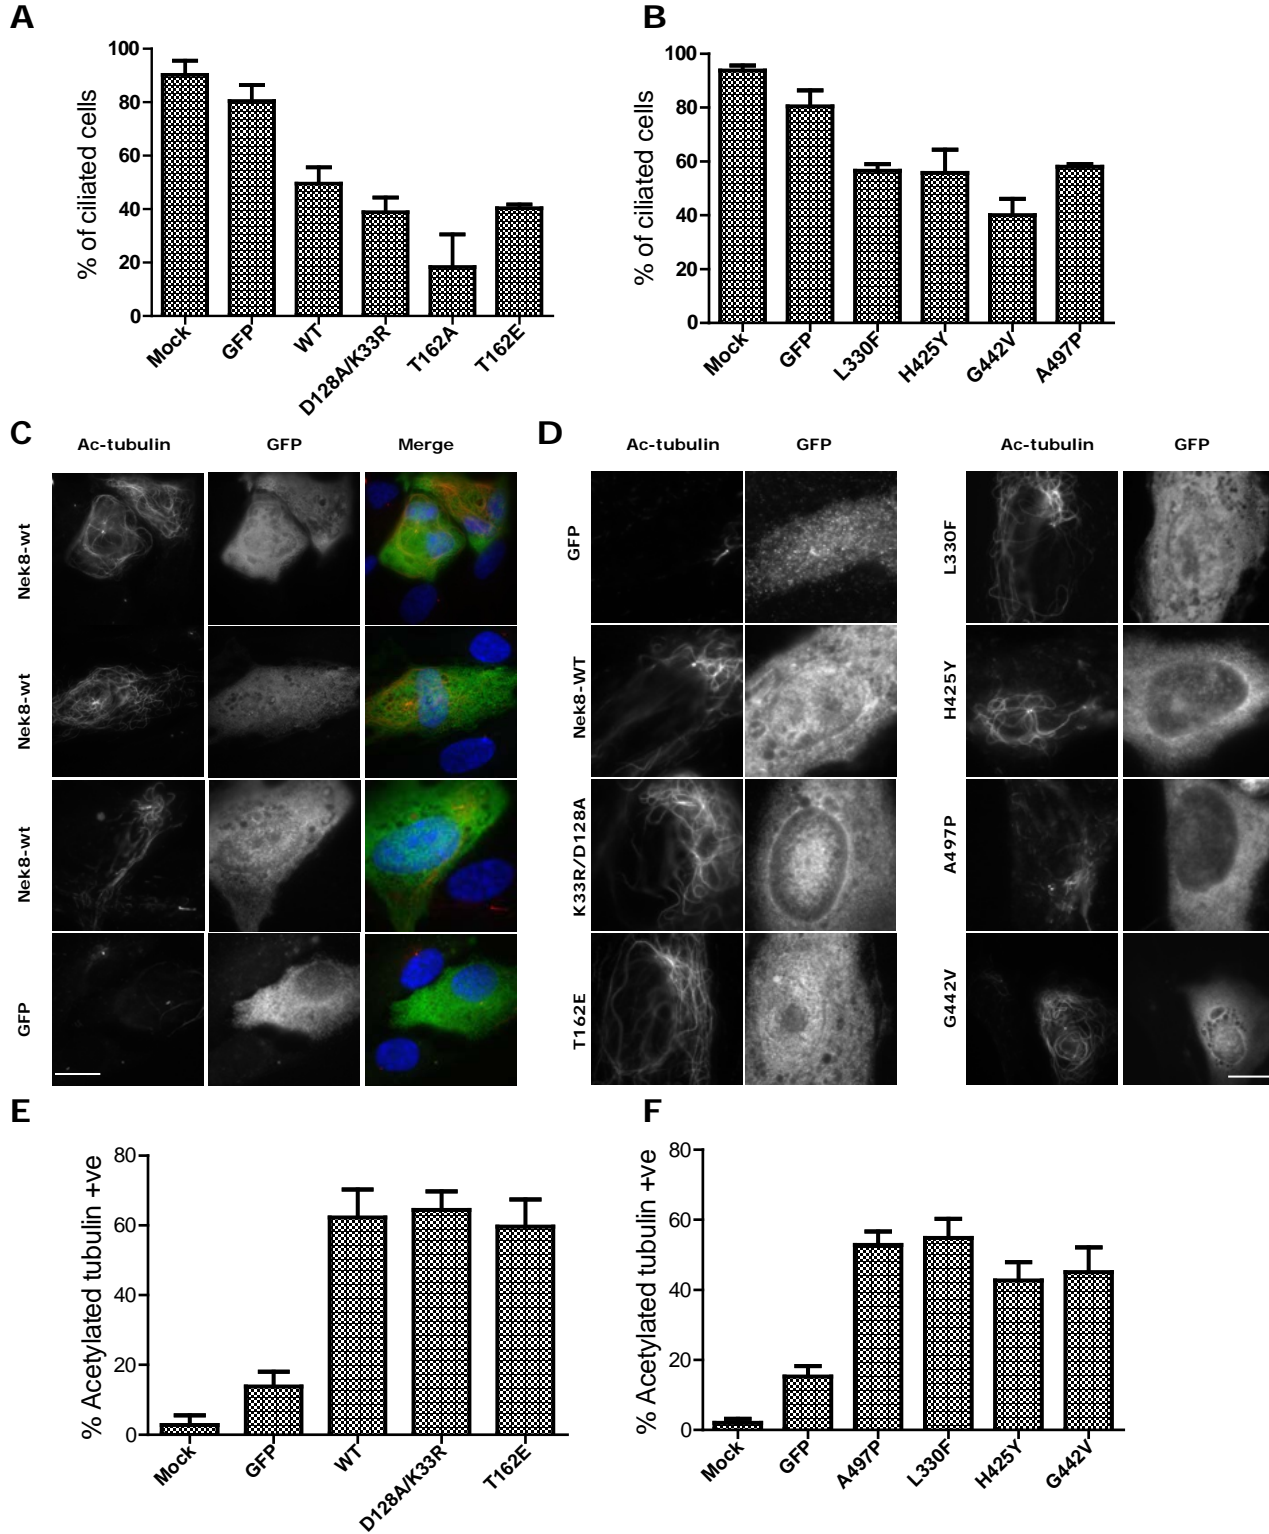 A
% of ciliated cells
100
80
60
40
20
0
Mock
GFP
WT
D128A/K33R
T162A
T162E
B
% of ciliated cells
100
80
60
40
20
0
Mock
GFP
L330F
H425Y
G442V
A497P
C
Ac-tubulin GFP Merge
Nek8-wt
Nek8-wt
Nek8-wt
GFP
D
Ac-tubulin GFP
GFP
Nek8-WT
K33R/D128A
T162E
Ac-tubulin GFP
L330F
H425Y
A497P
G442V
E
% Acetylated tubulin +ve
80
60
40
20
0
Mock
GFP
WT
D128A/K33R
T162E
F
% Acetylated tubulin +ve
80
60
40
20
0
Mock
GFP
A497P
L330F
H425Y
G442V